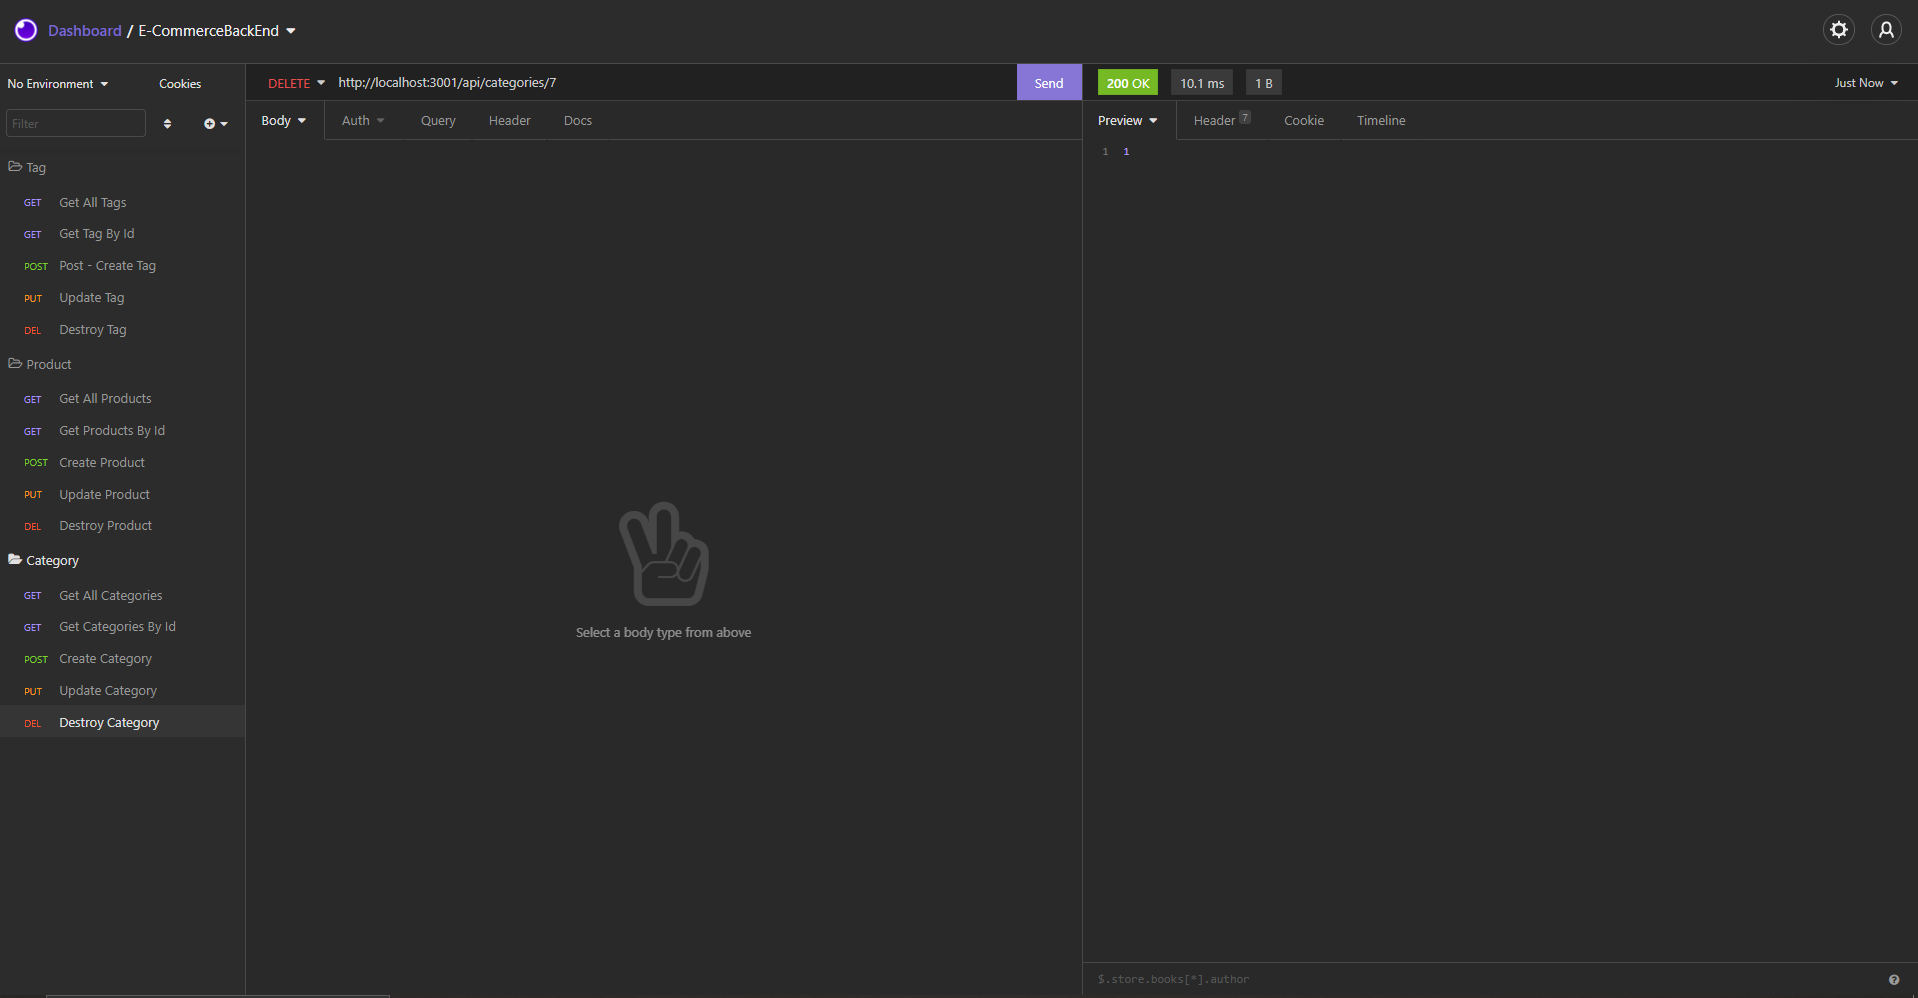 Dashboard / E-CommerceBackEnd
No Environment
Cookies
DELETE http://localhost:3001/api/categories/7 Send
200 OK 10.1 ms 1 B
Just Now
Filter
Body Auth Query Header Docs
Preview Header 7 Cookie Timeline
1 1
Tag
GET Get All Tags
GET Get Tag By Id
POST Post - Create Tag
PUT Update Tag
DEL Destroy Tag
Product
GET Get All Products
GET Get Products By Id
POST Create Product
PUT Update Product
DEL Destroy Product
Category
GET Get All Categories
GET Get Categories By Id
POST Create Category
PUT Update Category
DEL Destroy Category
Select a body type from above
$.store.books[*].author